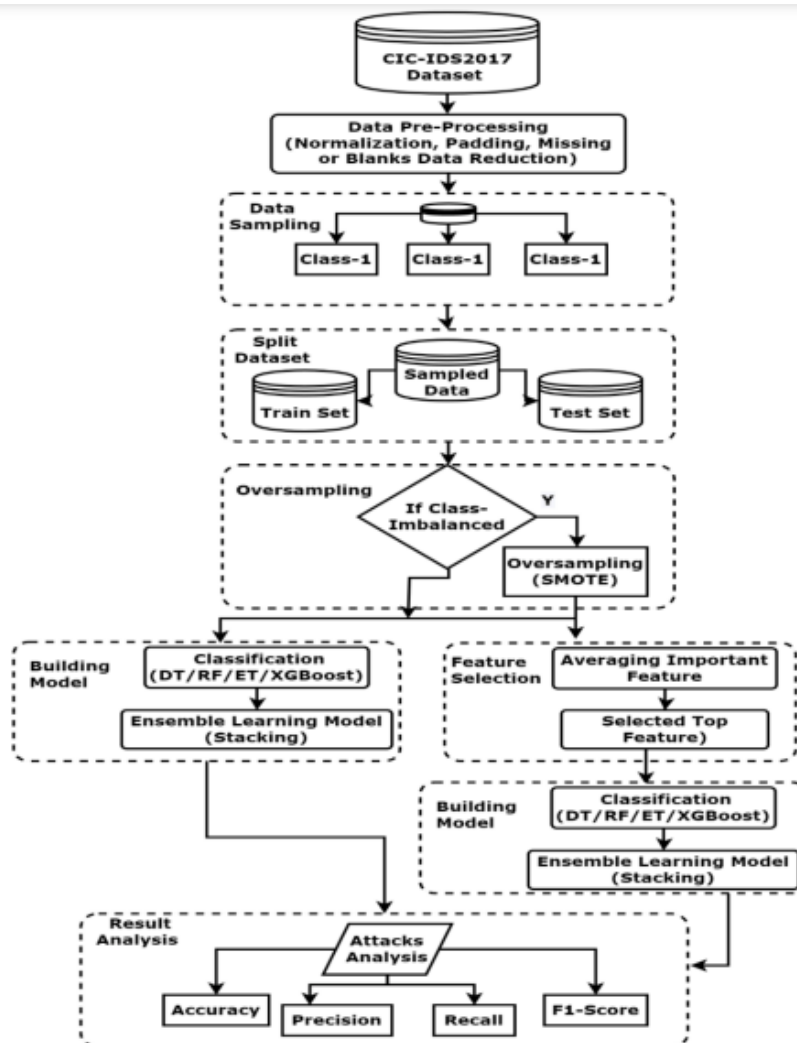 CIC-IDS2017
Dataset
Data Pre-Processing
(Normalization, Padding, Missing
or Blanks Data Reduction)
Data
Sampling
Class-1
Class-1
Class-1
Split
Dataset
Sampled
Data
Train Set
Test Set
Oversampling
If Class-
Imbalanced
Y
Oversampling
(SMOTE)
Building
Model
Classification
(DT/RF/ET/XGBoost)
Ensemble Learning Model
(Stacking)
Feature
Selection
Averaging Important
Feature
Selected Top
Feature)
Building
Model
Classification
(DT/RF/ET/XGBoost)
Ensemble Learning Model
(Stacking)
Result
Analysis
Attacks
Analysis
Accuracy
Precision
Recall
F1-Score